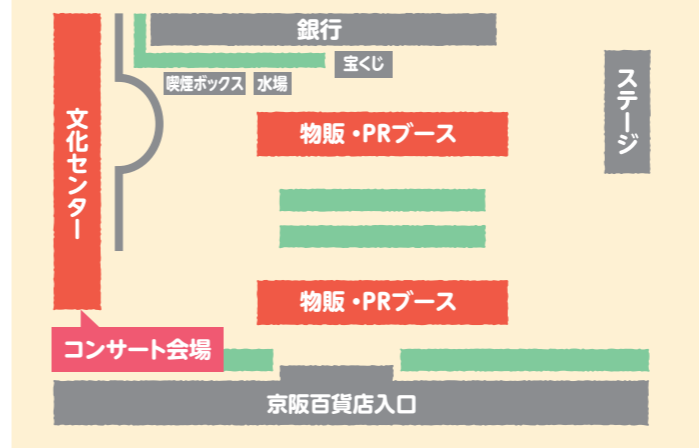 銀行
宝くじ
喫煙ボックス
水場
ステージ
文化センター
物販・PRブース
物販・PRブース
コンサート会場
京阪百貨店入口